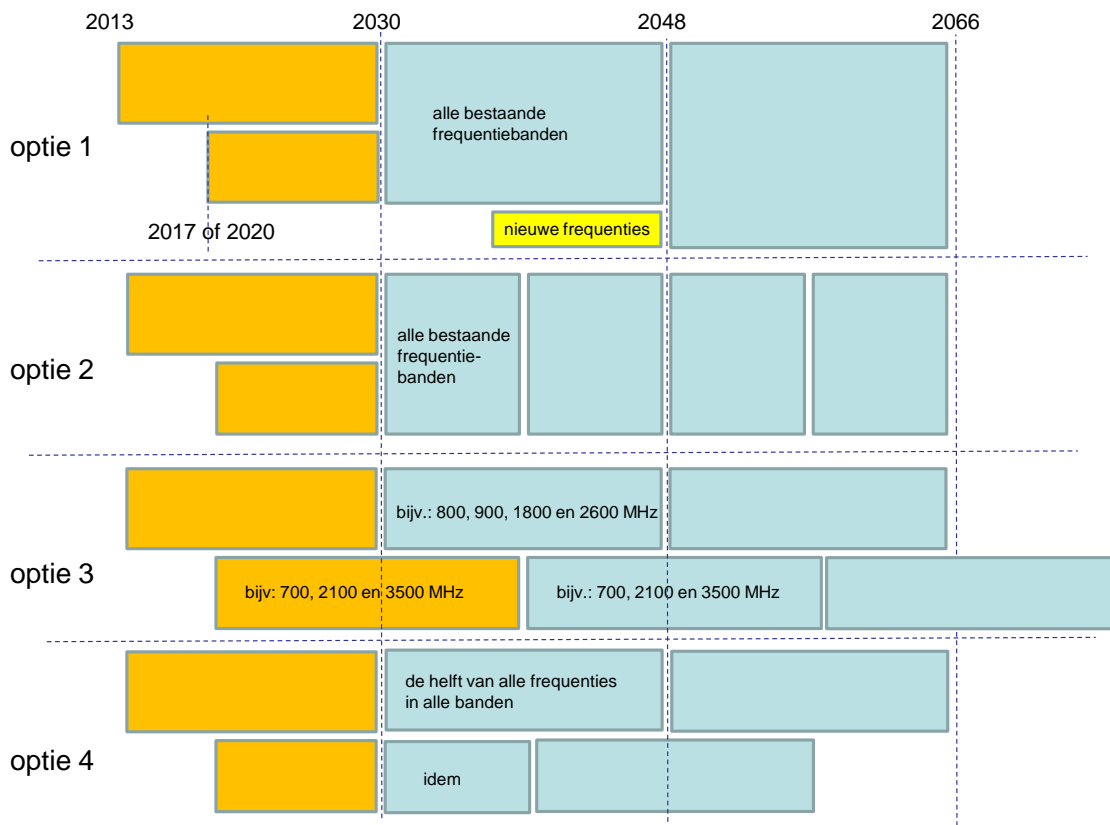 2013
2030
2048
2066
optie 1
alle bestaande
frequentiebanden
2017 of 2020
nieuwe frequenties
optie 2
alle bestaande
frequentie-
banden
optie 3
bijv.: 800, 900, 1800 en 2600 MHz
bijv: 700, 2100 en 3500 MHz
bijv.: 700, 2100 en 3500 MHz
optie 4
de helft van alle frequenties
in alle banden
idem